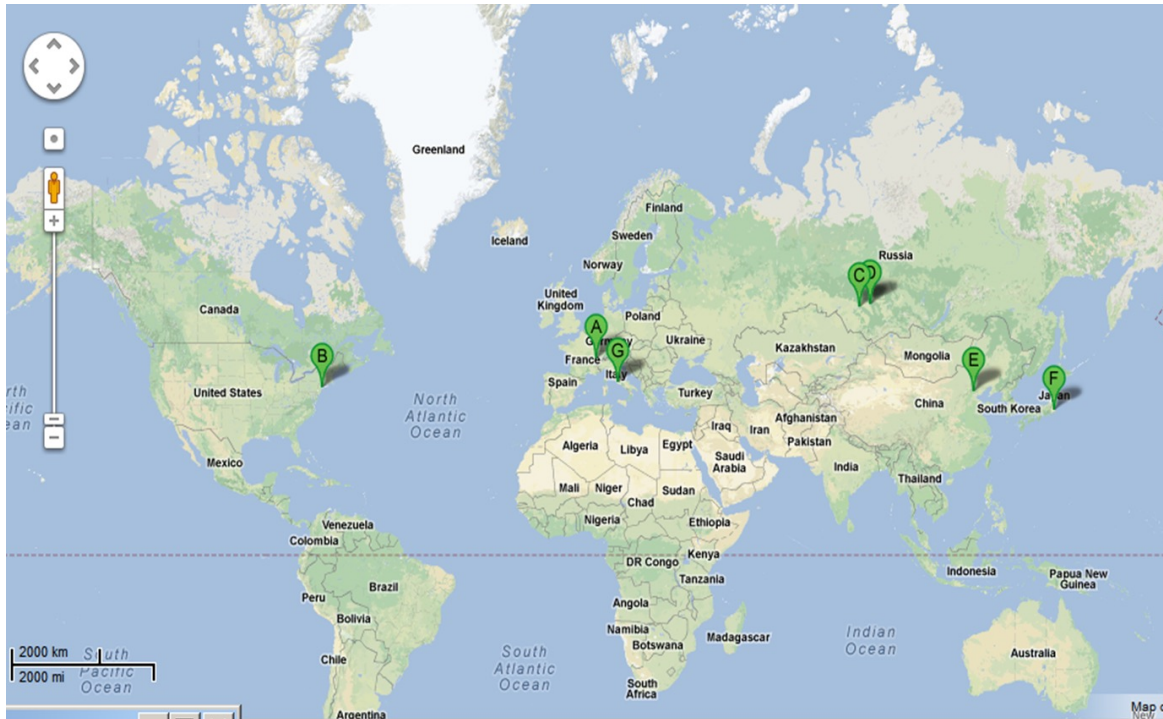 Greenland
Finland
Iceland
Sweden
Russia
C
Norway
United
Kingdom
Canada
Poland
A
Ukraine
France
G
Kazakhstan
B
Mongolia
E
Italy
United States
Spain
Turkey
China
F
Japan
South Korea
North
Atlantic
Ocean
Afghanistan
Iraq
Iran
Pakistan
Algeria
Libya
Egypt
Saudi
Arabia
Mexico
India
Thailand
Mali
Niger
Sudan
Chad
Nigeria
Ethiopia
Venezuela
Colombia
DR Congo
Kenya
Indonesia
Papua New
Guinea
Tanzania
Brazil
Peru
Angola
Bolivia
Namibia
Botswana
Madagascar
Indian
Ocean
Australia
2000 km
2000 mi
South
Pacific
Ocean
Chile
South
Atlantic
Ocean
South
Africa
Argentina
Map
New